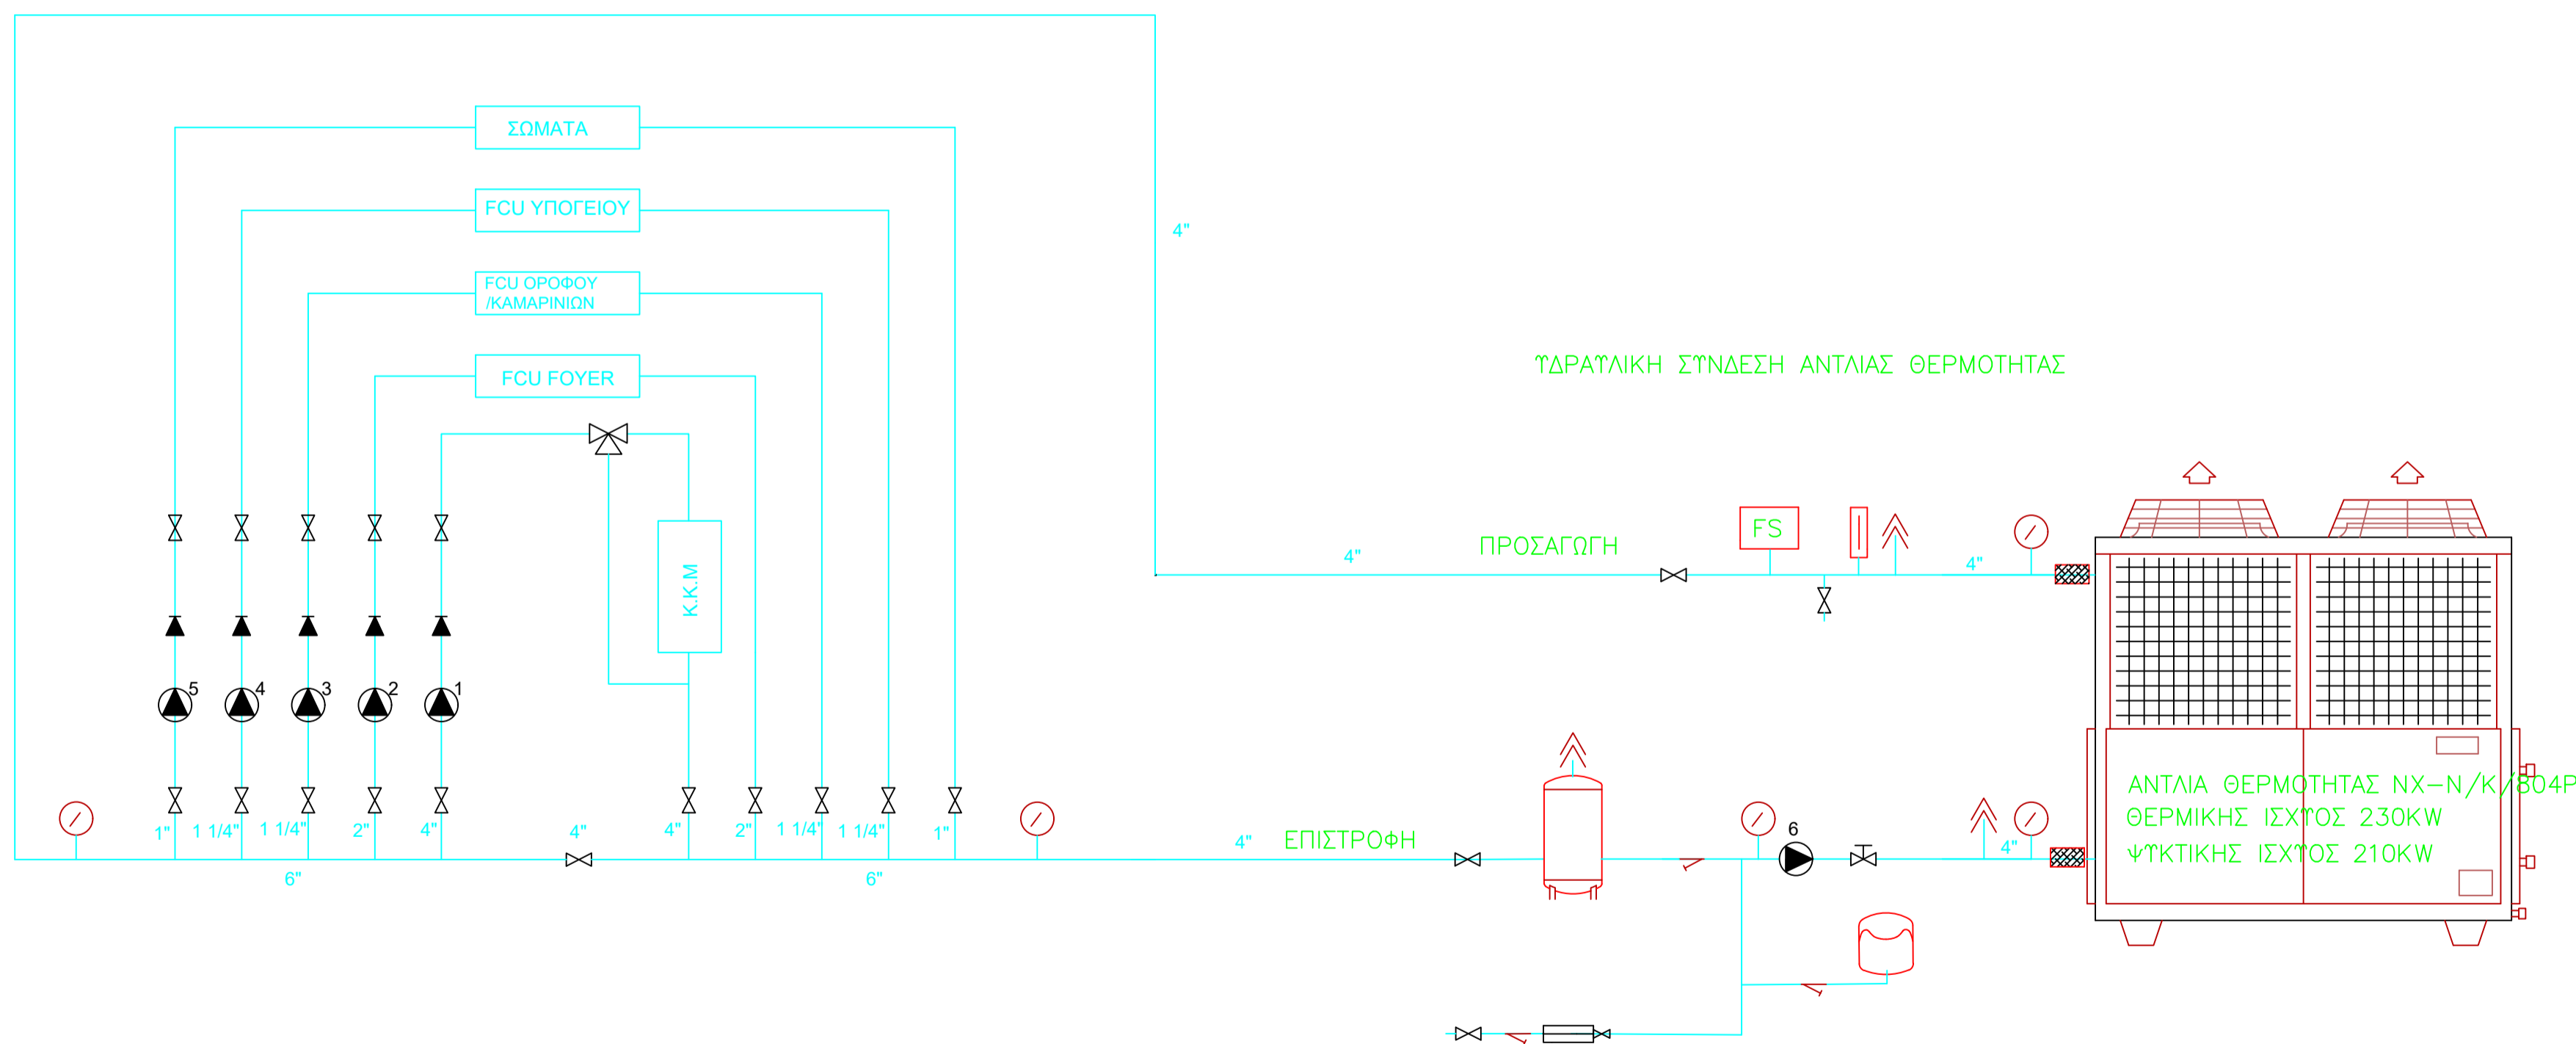 ΣΩΜΑΤΑ
FCU ΥΠΟΓΕΙΟΥ
FCU ΟΡΟΦΟΥ
/ΚΑΜΑΡΙΝΙΩΝ
FCU FOYER
4"
ΥΔΡΑΥΛΙΚΗ ΣΥΝΔΕΣΗ ΑΝΤΛΙΑΣ ΘΕΡΜΟΤΗΤΑΣ
K.K.M
ΠΡΟΣΑΓΩΓΗ
FS
4"
4"
5
4
3
2
1
1"
1 1/4"
1 1/4"
2"
4"
4"
4"
2"
1 1/4"
1 1/4"
1"
6"
6"
4"
ΕΠΙΣΤΡΟΦΗ
6
4"
ΑΝΤΛΙΑ ΘΕΡΜΟΤΗΤΑΣ NX-N/K/804P
ΘΕΡΜΙΚΗΣ ΙΣΧΥΟΣ 230KW
ΨΥΚΤΙΚΗΣ ΙΣΧΥΟΣ 210KW